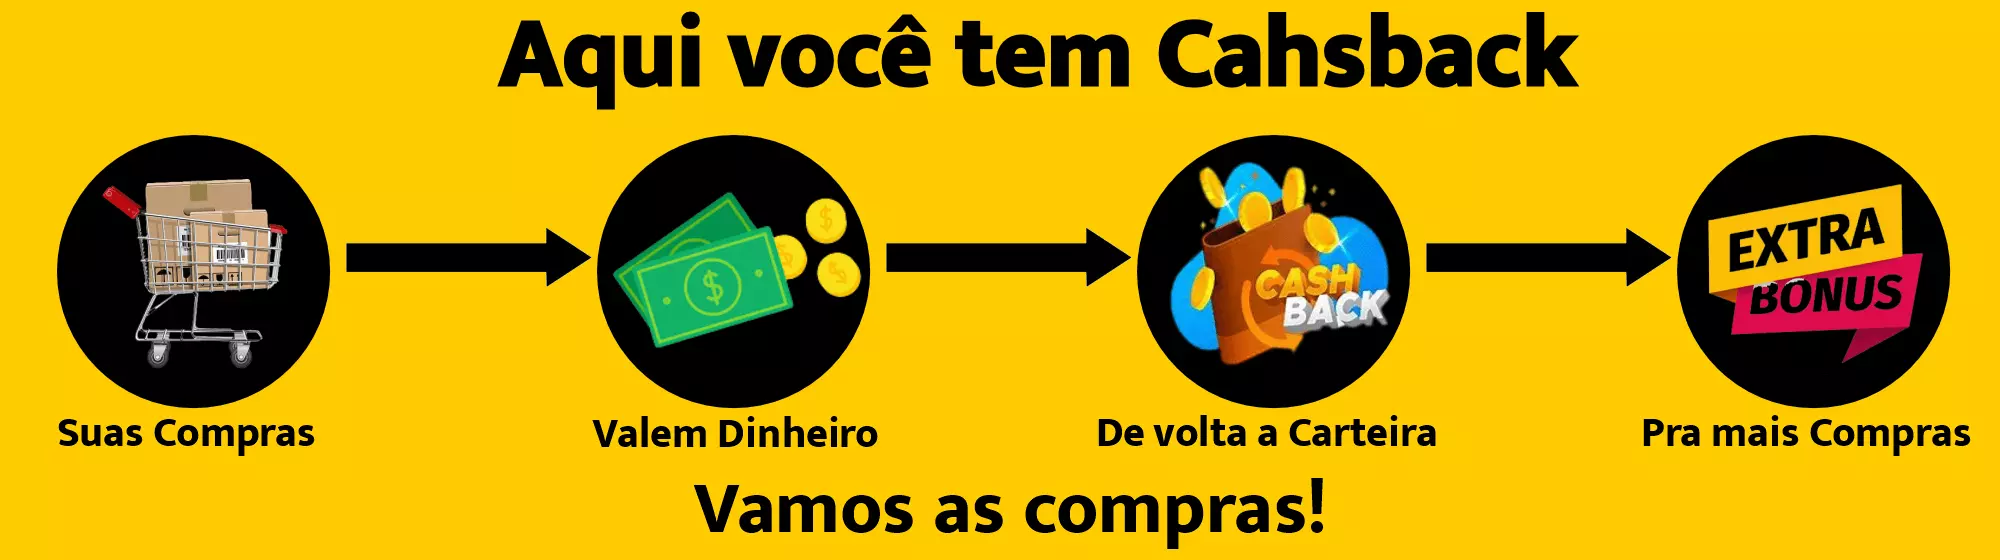 Aqui você tem Cahsback
CASH
BACK
EXTRA
BÔNUS
Suas Compras
Valem Dinheiro
De volta a Carteira
Pra mais Compras
Vamos as compras!